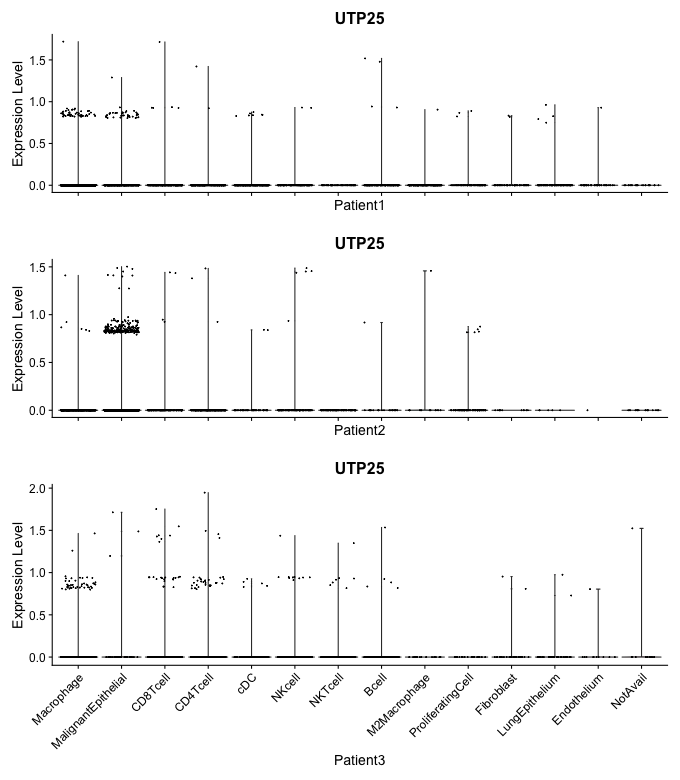 UTP25
Expression Level
1.5
1.0
0.5
0.0
Patient1
UTP25
Expression Level
1.5
1.0
0.5
0.0
Patient2
UTP25
Expression Level
2.0
1.5
1.0
0.5
0.0
Macrophage
MalignantEpithelial
CD8Tcell
CD4Tcell
cDC
NKcell
NKTcell
Bcell
M2Macrophage
ProliferatingCell
Fibroblast
LungEpithelium
Endothelium
NotAvail
Patient3